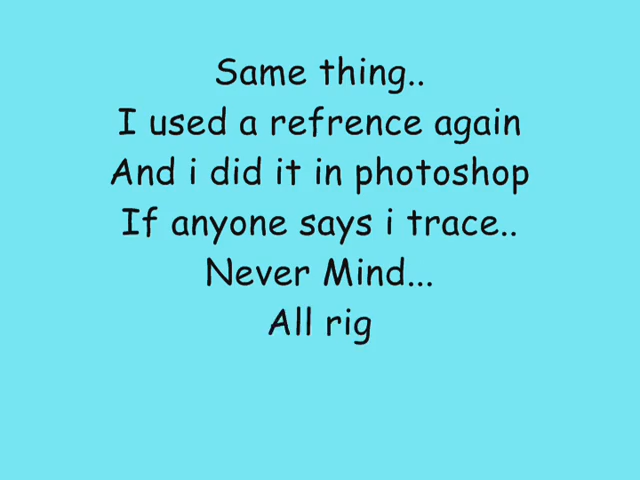 Same thing..
I used a refrence again
And i did it in photoshop
If anyone says i trace..
Never Mind...
All rig